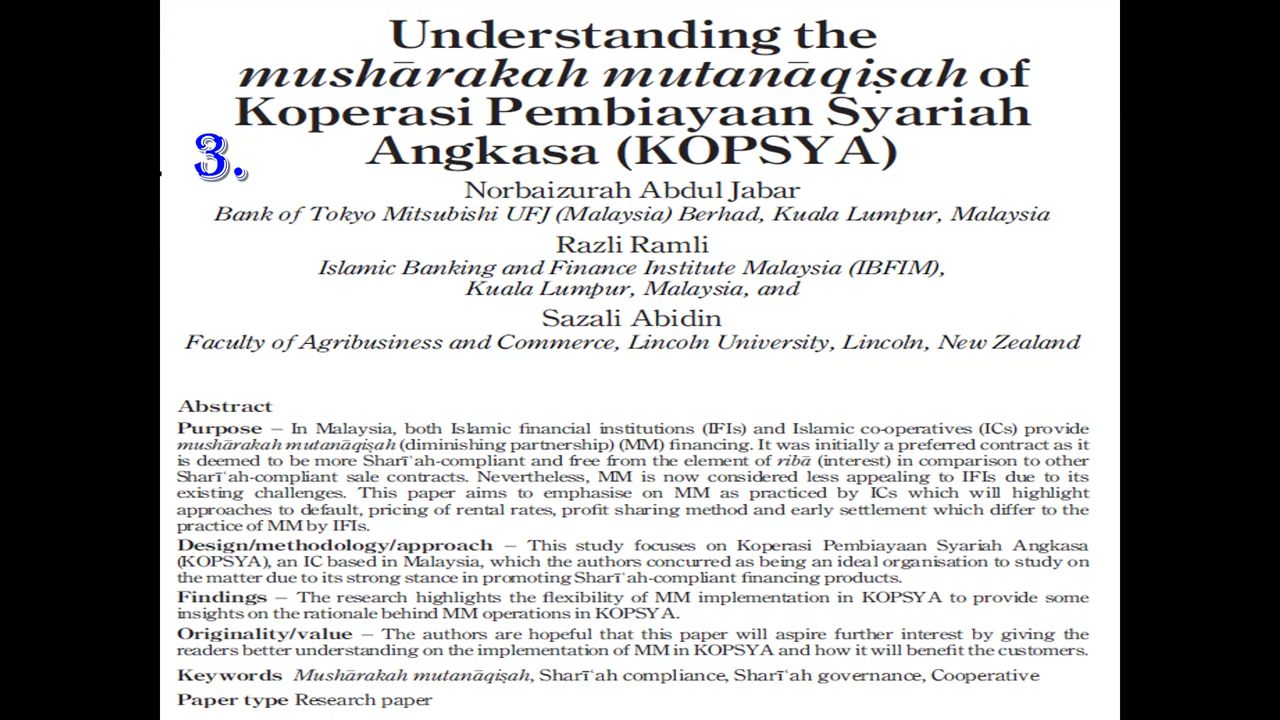 Understanding the
mushārakah mutanāqiṣah of
Koperasi Pembiayaan Syariah
Angkasa (KOPSYA)
3.
Norbaizurah Abdul Jabar
Bank of Tokyo Mitsubishi UFJ (Malaysia) Berhad, Kuala Lumpur, Malaysia
Razli Ramli
Islamic Banking and Finance Institute Malaysia (IBFIM),
Kuala Lumpur, Malaysia, and
Sazali Abidin
Faculty of Agribusiness and Commerce, Lincoln University, Lincoln, New Zealand
Abstract
Purpose – In Malaysia, both Islamic financial institutions (IFIs) and Islamic co-operatives (ICs) provide
mushārakah mutanāqiṣah (diminishing partnership) (MM) financing. It was initially a preferred contract as it
is deemed to be more Sharīʿah-compliant and free from the element of ribā (interest) in comparison to other
Sharīʿah-compliant sale contracts. Nevertheless, MM is now considered less appealing to IFIs due to its
existing challenges. This paper aims to emphasise on MM as practiced by ICs which will highlight
approaches to default, pricing of rental rates, profit sharing method and early settlement which differ to the
practice of MM by IFIs.
Design/methodology/approach – This study focuses on Koperasi Pembiayaan Syariah Angkasa
(KOPSYA), an IC based in Malaysia, which the authors concurred as being an ideal organisation to study on
the matter due to its strong stance in promoting Sharīʿah-compliant financing products.
Findings – The research highlights the flexibility of MM implementation in KOPSYA to provide some
insights on the rationale behind MM operations in KOPSYA.
Originality/value – The authors are hopeful that this paper will aspire further interest by giving the
readers better understanding on the implementation of MM in KOPSYA and how it will benefit the customers.
Keywords Mushārakah mutanāqiṣah, Sharīʿah compliance, Sharīʿah governance, Cooperative
Paper type Research paper